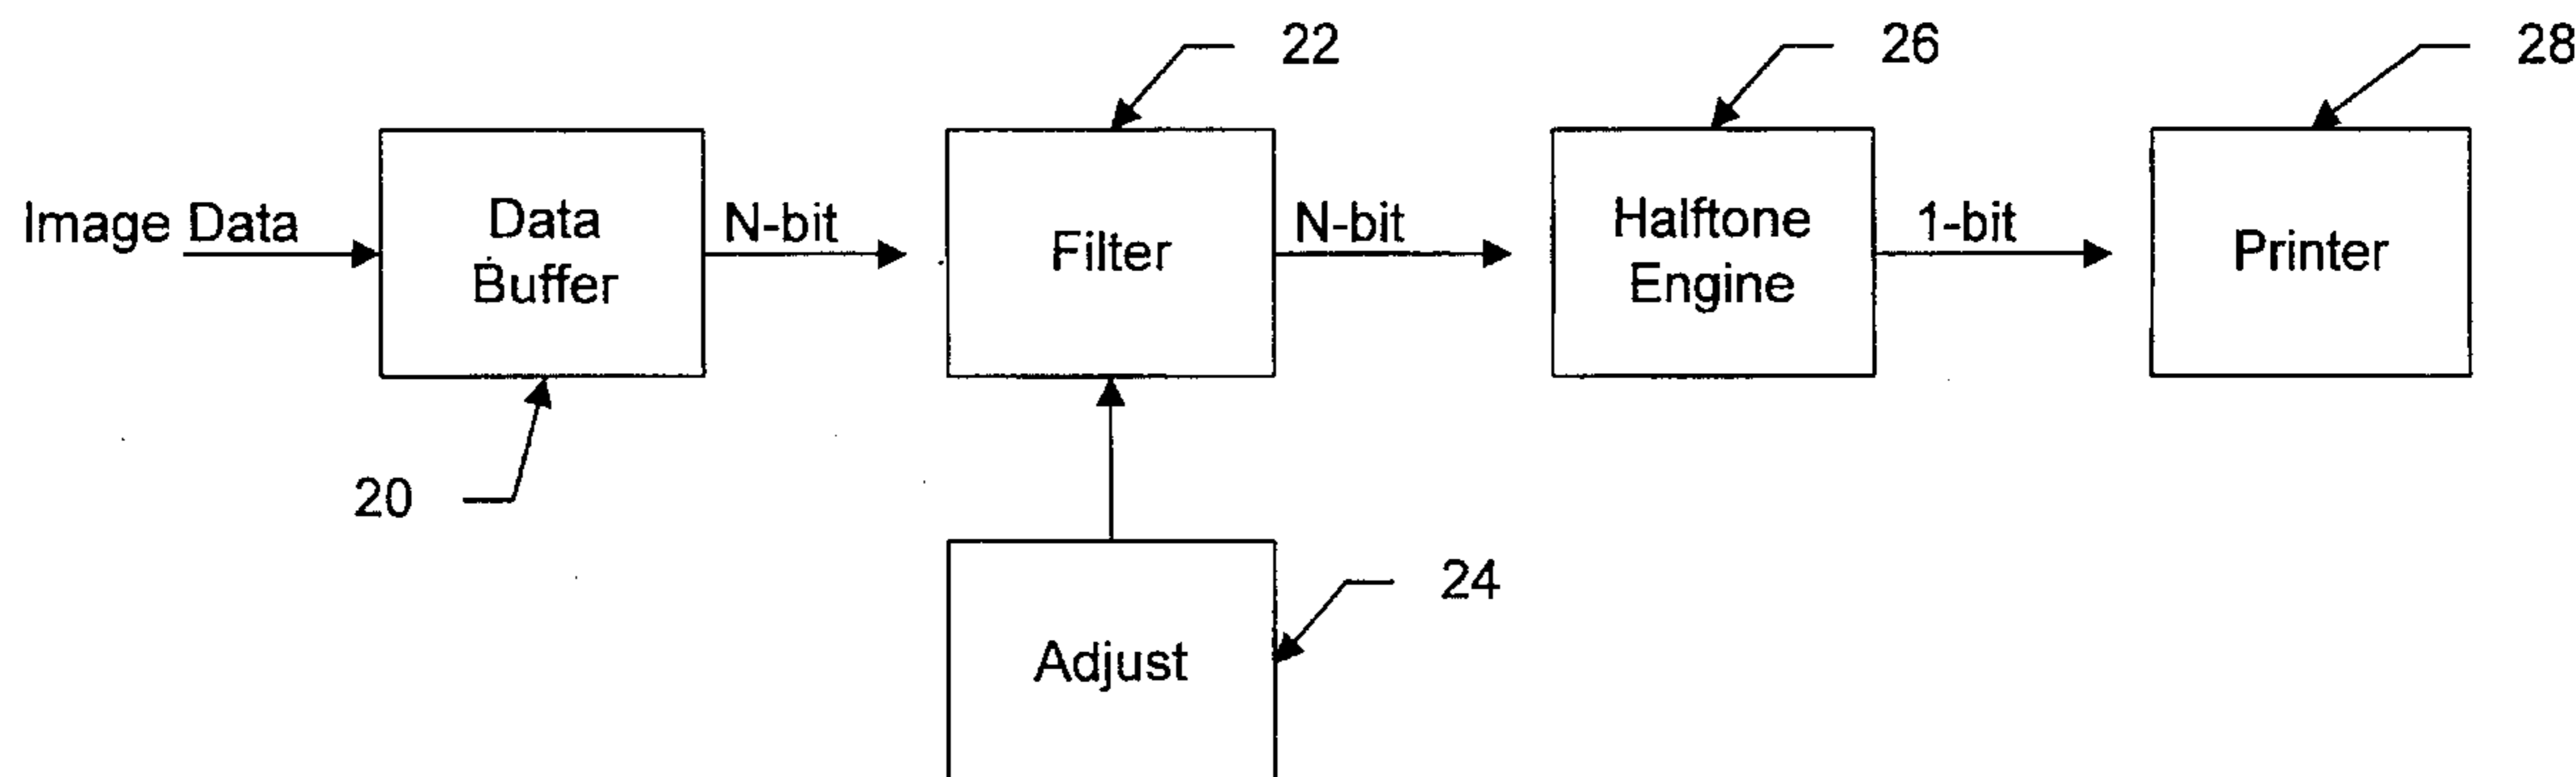 22
26
28
Image Data
Data
Buffer
N-bit
Filter
N-bit
Halftone
Engine
1-bit
Printer
20
24
Adjust